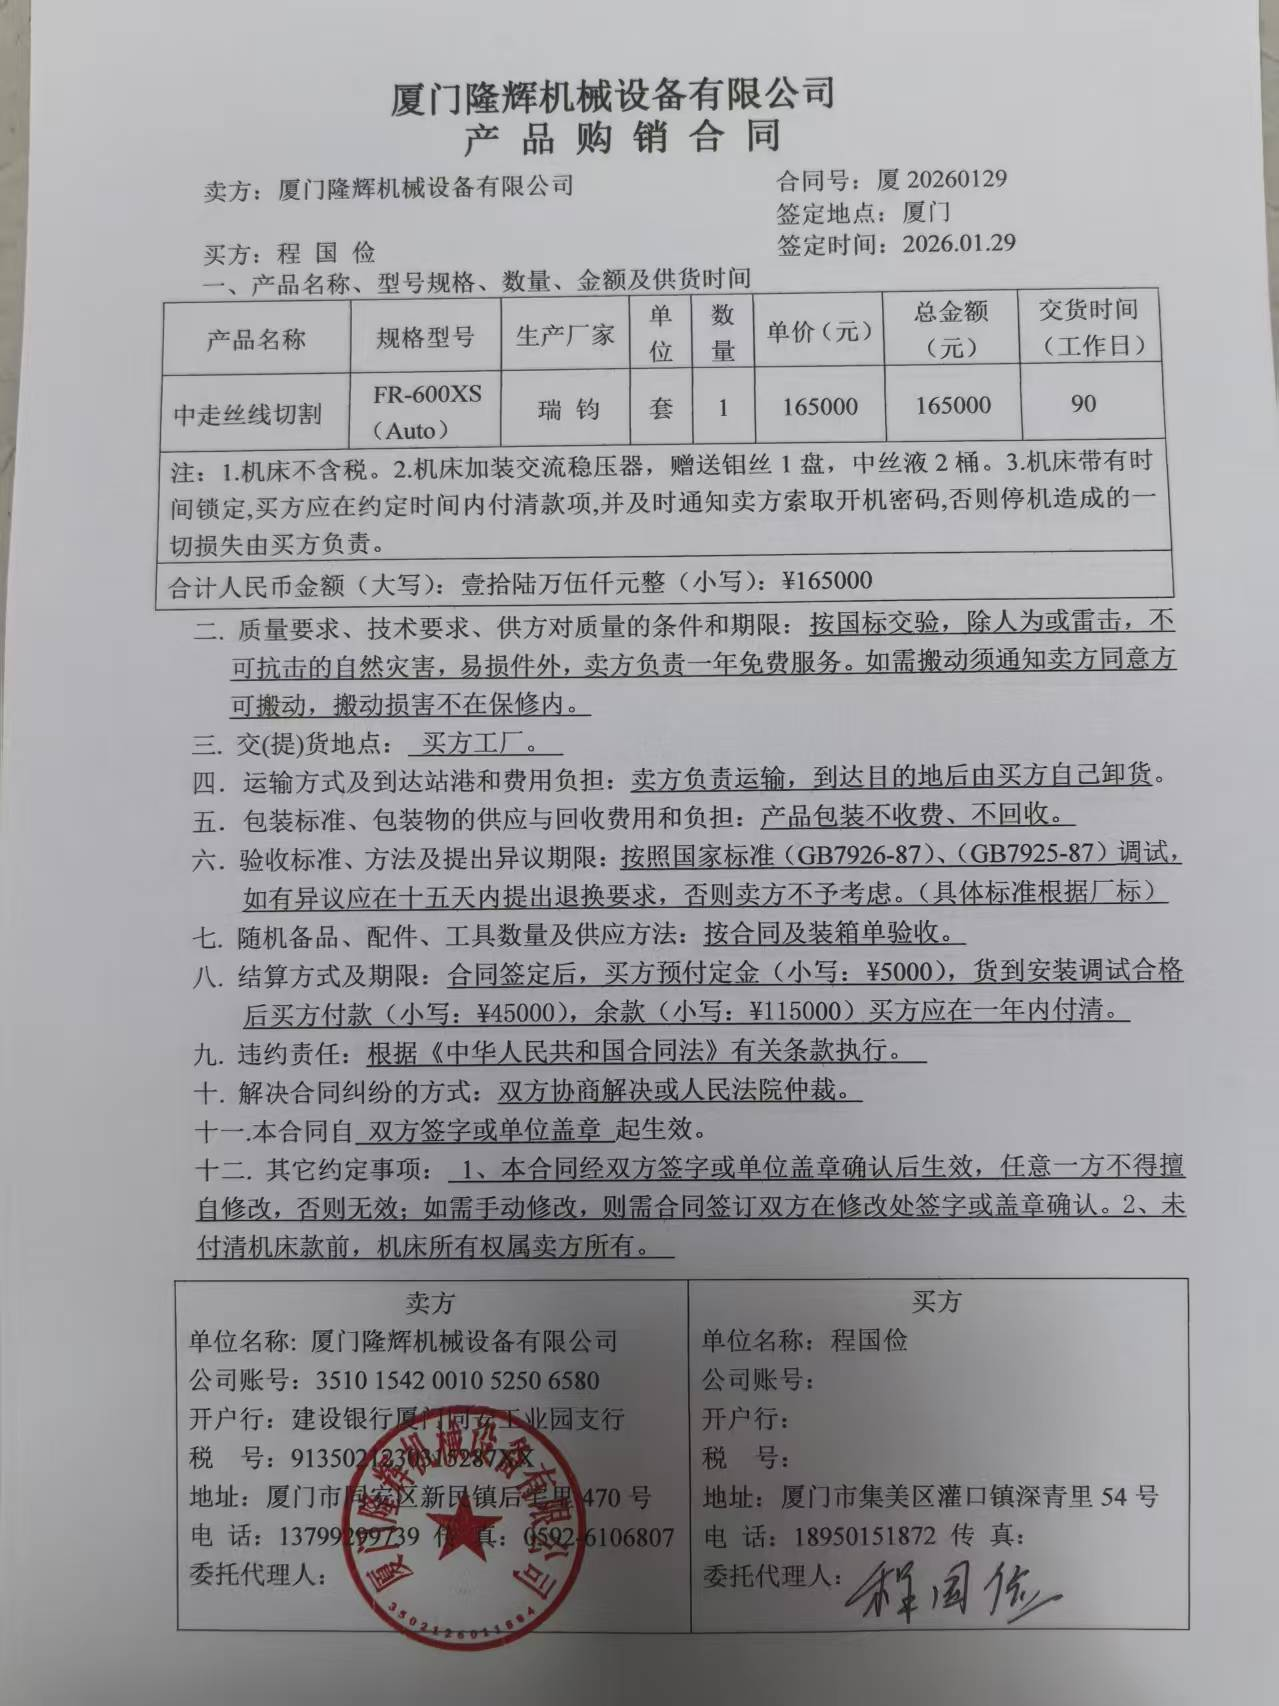 厦门隆辉机械设备有限公司
产 品 购 销 合 同
卖方：厦门隆辉机械设备有限公司
合同号：厦 20260129
签定地点：厦门
买方：程 国 俭
签定时间：2026.01.29
一、产品名称、型号规格、数量、金额及供货时间
产品名称 规格型号 生产厂家 单位 数量 单价（元） 总金额（元） 交货时间（工作日）
中走丝线切割 FR-600XS（Auto） 瑞 钧 套 1 165000 165000 90
注：1.机床不含税。2.机床加装交流稳压器，赠送钼丝 1 盘，中丝液 2 桶。3.机床带有时
间锁定,买方应在约定时间内付清款项,并及时通知卖方索取开机密码,否则停机造成的一
切损失由买方负责。
合计人民币金额（大写）：壹拾陆万伍仟元整（小写）：¥165000
二. 质量要求、技术要求、供方对质量的条件和期限：按国标交验，除人为或雷击，不
可抗击的自然灾害，易损件外，卖方负责一年免费服务。如需搬动须通知卖方同意方
可搬动，搬动损害不在保修内。
三. 交(提)货地点： 买方工厂。
四. 运输方式及到达站港和费用负担：卖方负责运输，到达目的地后由买方自己卸货。
五. 包装标准、包装物的供应与回收费用和负担：产品包装不收费、不回收。
六. 验收标准、方法及提出异议期限：按照国家标准（GB7926-87）、（GB7925-87）调试，
如有异议应在十五天内提出退换要求，否则卖方不予考虑。（具体标准根据厂标）
七. 随机备品、配件、工具数量及供应方法：按合同及装箱单验收。
八. 结算方式及期限：合同签定后，买方预付定金（小写：¥5000），货到安装调试合格
后买方付款（小写：¥45000），余款（小写：¥115000）买方应在一年内付清。
九. 违约责任：根据《中华人民共和国合同法》有关条款执行。
十. 解决合同纠纷的方式：双方协商解决或人民法院仲裁。
十一.本合同自 双方签字或单位盖章 起生效。
十二. 其它约定事项： 1、本合同经双方签字或单位盖章确认后生效，任意一方不得擅
自修改，否则无效；如需手动修改，则需合同签订双方在修改处签字或盖章确认。2、未
付清机床款前，机床所有权属卖方所有。
卖方
单位名称: 厦门隆辉机械设备有限公司
公司账号：3510 1542 0010 5250 6580
开户行：建设银行厦门同安工业园支行
税 号：9135021230315287XX
地址：厦门市同安区新民镇后宅里 470 号
电 话：13799299739 传 真：0592-6106807
委托代理人：
厦门隆辉机械设备有限公司
买方
单位名称：程国俭
公司账号：
开户行：
税 号：
地址：厦门市集美区灌口镇深青里 54 号
电 话：18950151872 传 真：
委托代理人：程国俭